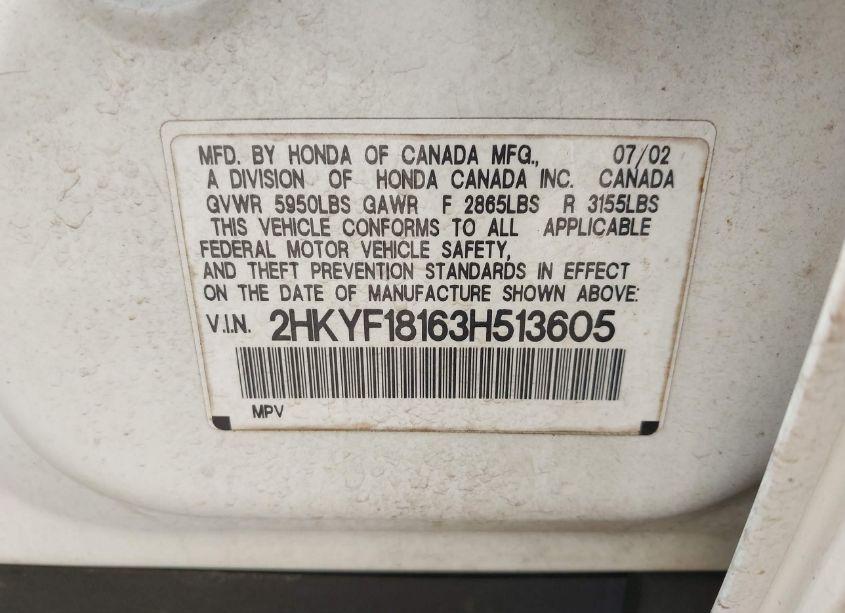 MFD. BY HONDA OF CANADA MFG., 07/02
A DIVISION OF HONDA CANADA INC. CANADA
GVWR 5950LBS GAWR F 2865LBS R 3155LBS
THIS VEHICLE CONFORMS TO ALL APPLICABLE
FEDERAL MOTOR VEHICLE SAFETY,
AND THEFT PREVENTION STANDARDS IN EFFECT
ON THE DATE OF MANUFACTURE SHOWN ABOVE:
V.I.N. 2HKYF18163H513605
MPV